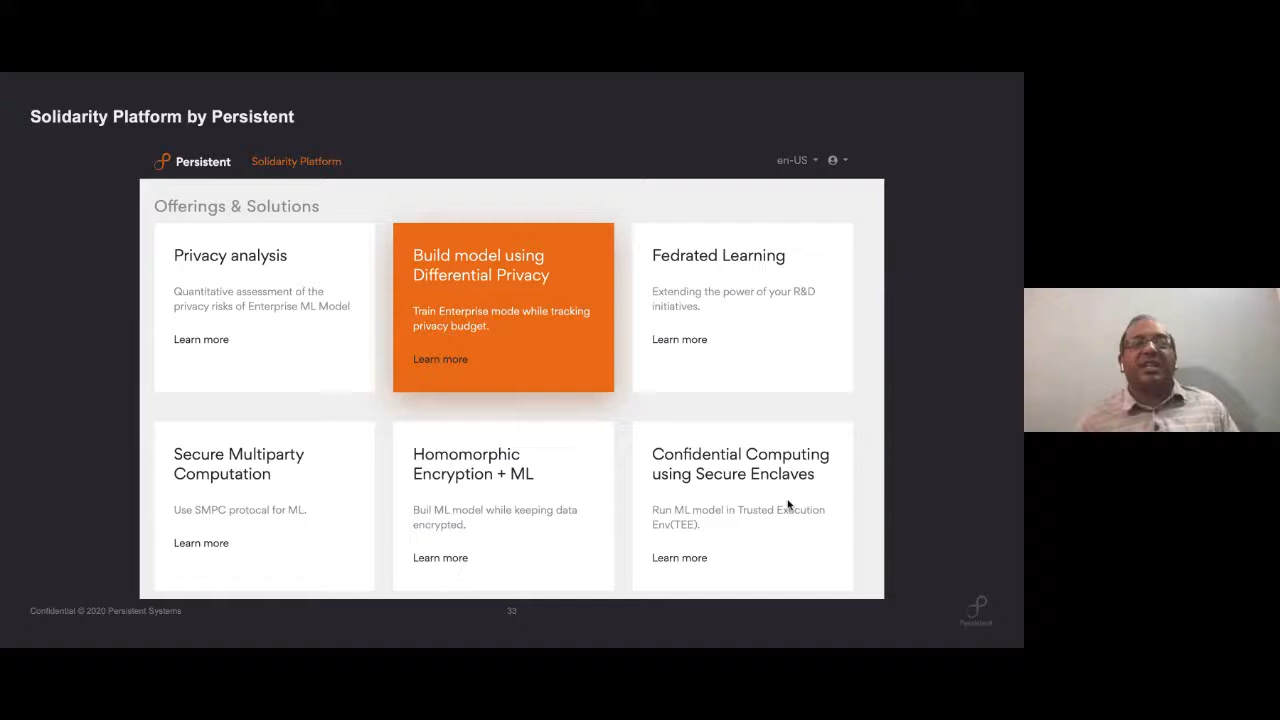 Solidarity Platform by Persistent
Persistent Solidarity Platform en-US
Offerings & Solutions
Privacy analysis
Quantitative assessment of the
privacy risks of Enterprise ML Model
Learn more
Build model using
Differential Privacy
Train Enterprise mode while tracking
privacy budget.
Learn more
Fedrated Learning
Extending the power of your R&D
initiatives.
Learn more
Secure Multiparty
Computation
Use SMPC protocal for ML.
Learn more
Homomorphic
Encryption + ML
Buil ML model while keeping data
encrypted.
Learn more
Confidential Computing
using Secure Enclaves
Run ML model in Trusted Execution
Env(TEE).
Learn more
Confidential © 2020 Persistent Systems
33
Persistent